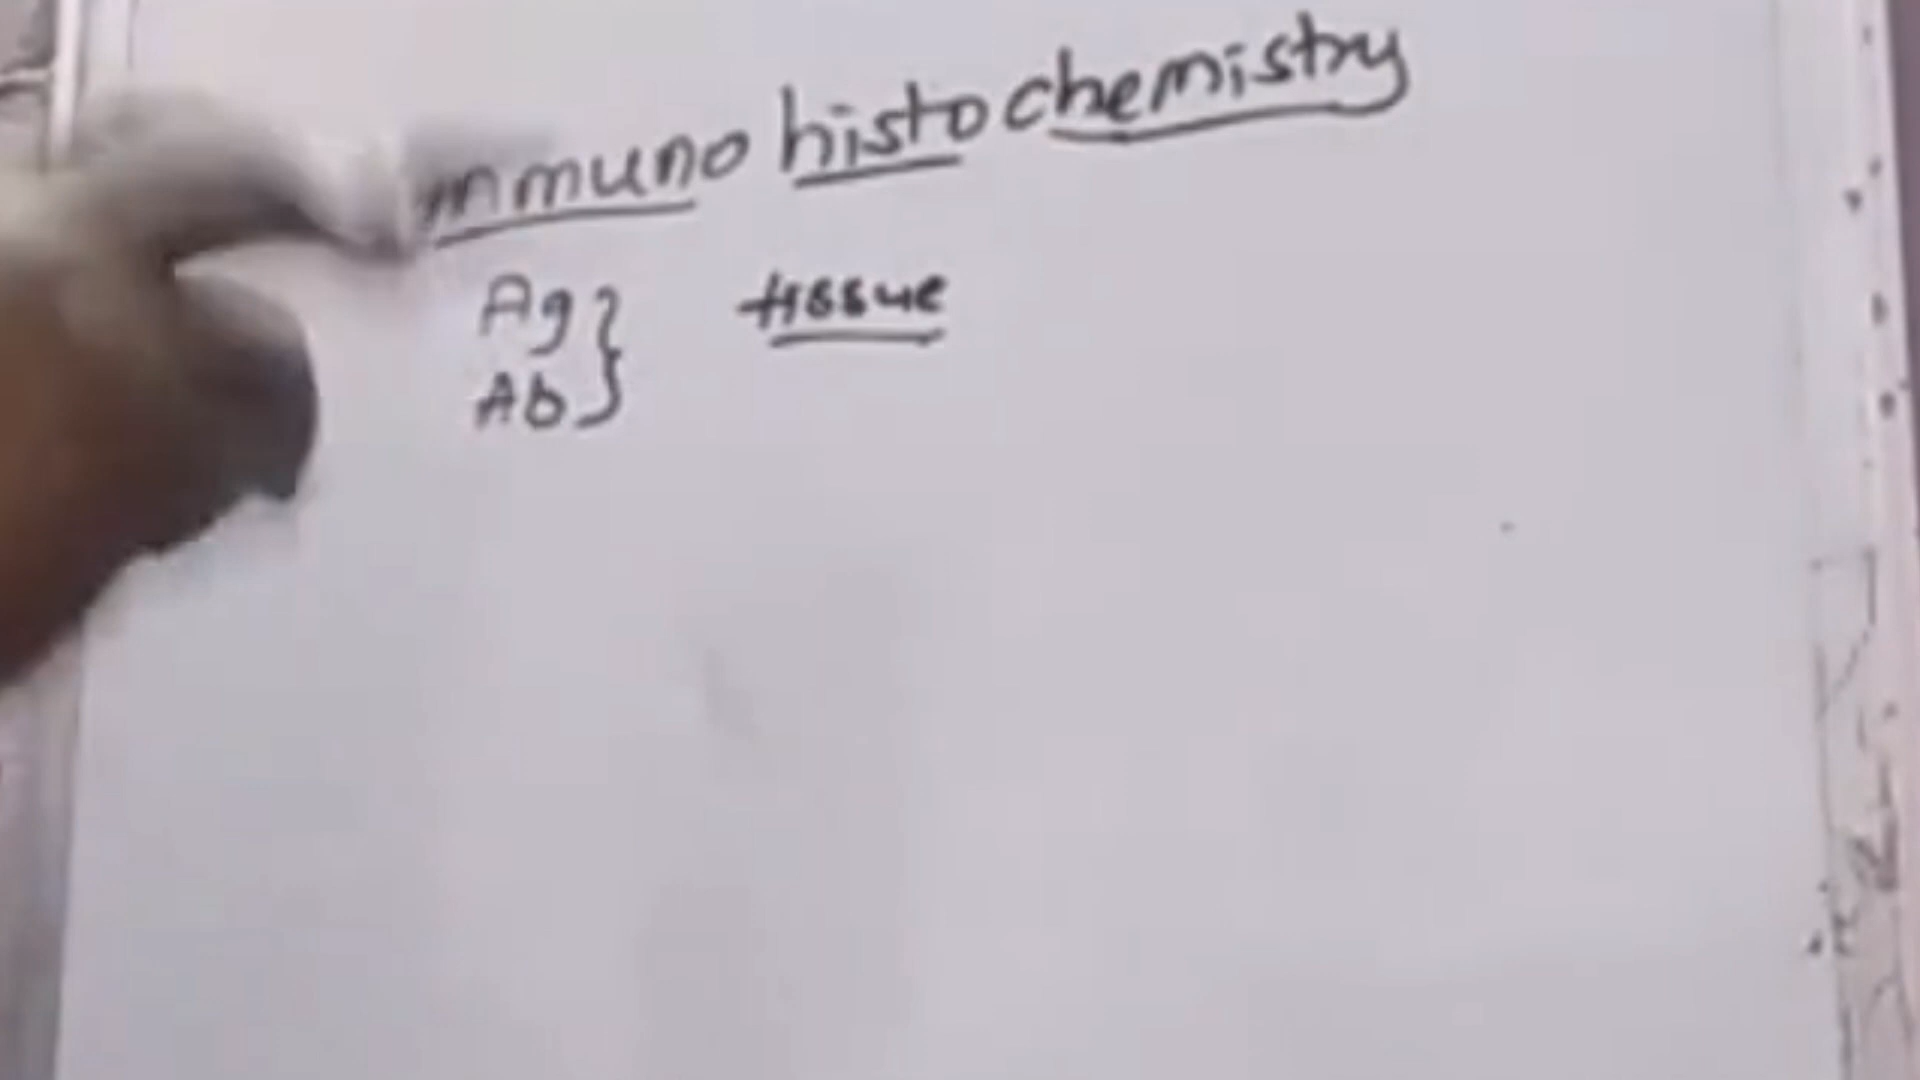 mmuno histochemistry
Ag } tissue
Ab